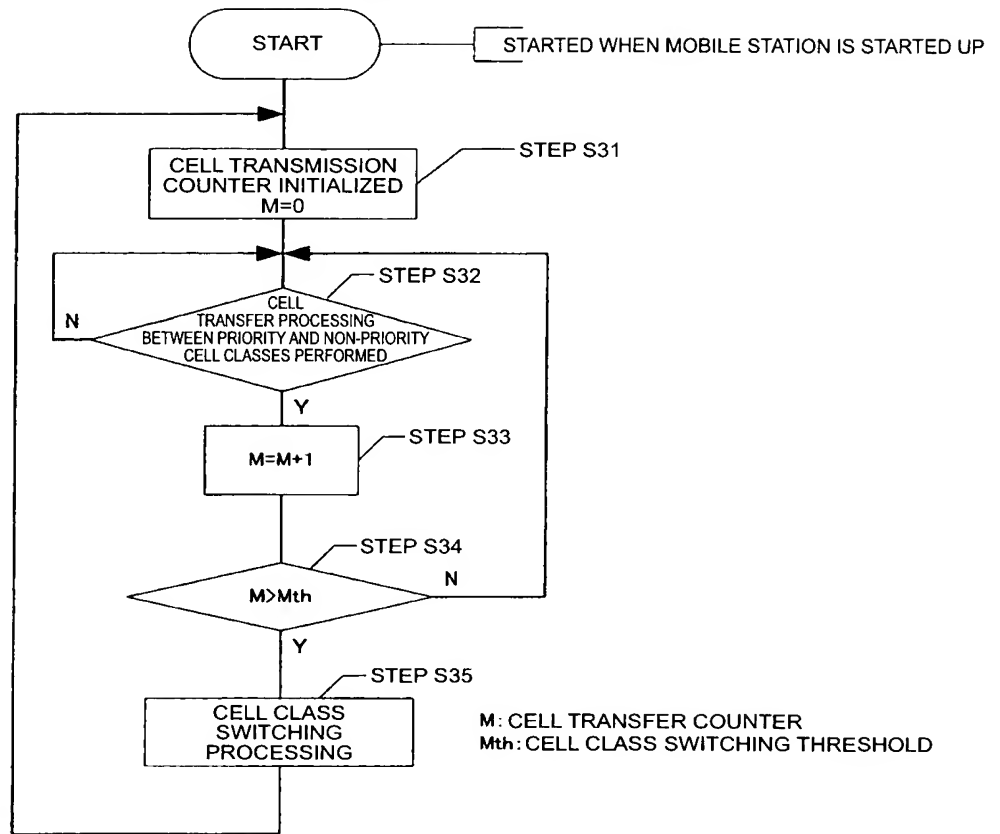 START
STARTED WHEN MOBILE STATION IS STARTED UP
STEP S31
CELL TRANSMISSION
COUNTER INITIALIZED
M=0
STEP S32
CELL
TRANSFER PROCESSING
BETWEEN PRIORITY AND NON-PRIORITY
CELL CLASSES PERFORMED
N
Y
STEP S33
M=M+1
STEP S34
M>Mth
N
Y
STEP S35
CELL CLASS
SWITCHING
PROCESSING
M: CELL TRANSFER COUNTER
Mth: CELL CLASS SWITCHING THRESHOLD